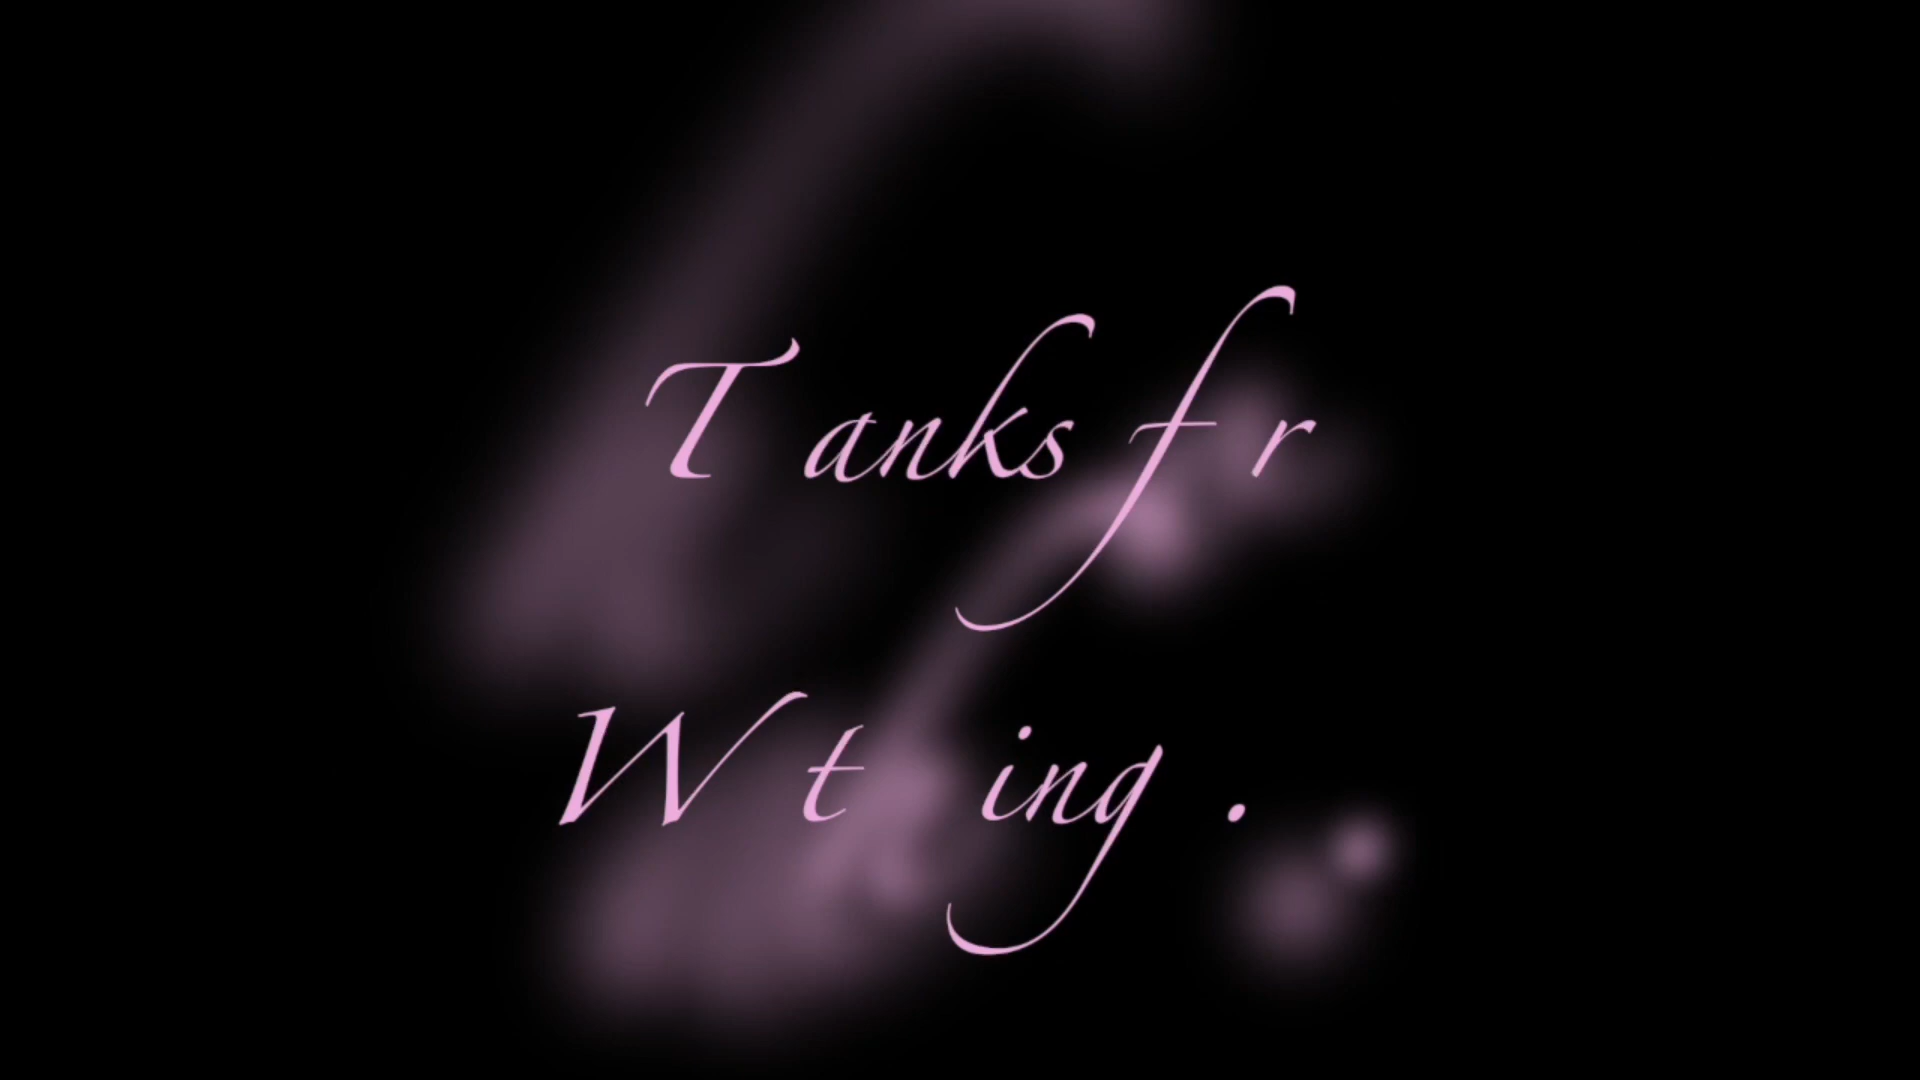 T anks f r
W t ing .